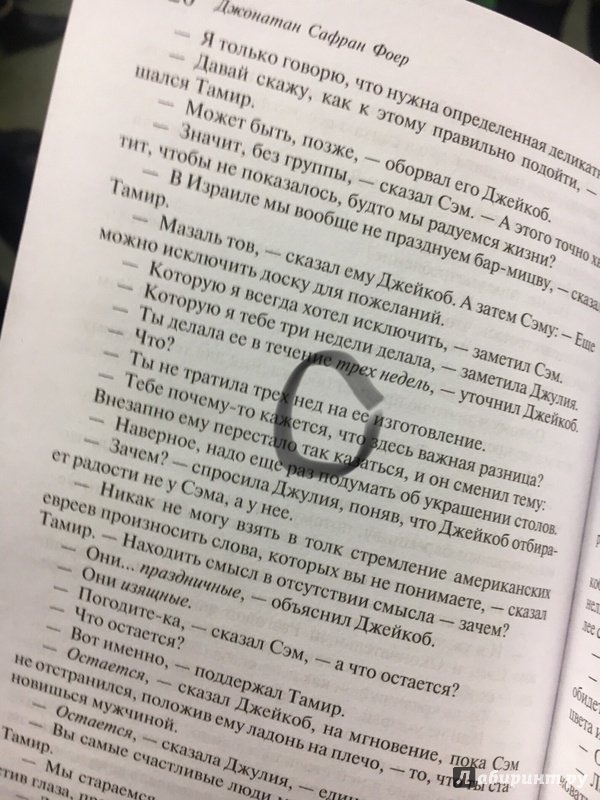 Джонатан Сафран Фоер
— Я только говорю, что нужна определенная
— Давай скажу, как к этому правильно подойти, —
шался Тамир.
— Может быть, позже, — оборвал его Джейкоб.
— Значит, без группы, — сказал Сэм. — А этого точно
тит, чтобы не показалось, будто мы радуемся жизни?
— В Израиле мы вообще не празднуем бар-мицву, —
Тамир.
— Мазаль тов, — сказал ему Джейкоб. А затем Сэму: — Еще
можно исключить доску для пожеланий.
— Которую я всегда хотел исключить, — заметил Сэм.
— Которую я тебе три недели делала, — заметила Джулия.
— Ты делала ее в течение трех недель, — уточнил Джейкоб.
— Что?
— Ты не тратила трех нед на ее изготовление.
— Тебе почему-то кажется, что здесь важная разница?
Внезапно ему перестало так казаться, и он сменил тему:
— Наверное, надо еще раз подумать об украшении столов.
— Зачем? — спросила Джулия, поняв, что Джейкоб отбира-
ет радости не у Сэма, а у нее.
— Никак не могу взять в толк стремление американских
евреев произносить слова, которых вы не понимаете, — сказал
Тамир. — Находить смысл в отсутствии смысла — зачем?
— Они... праздничные, — объяснил Джейкоб.
— Они изящные.
— Погодите-ка, — сказал Сэм, — а что остается?
— Что остается?
— Вот именно, — поддержал Тамир.
— Остается, — сказал Джейкоб, на мгновение, пока Сэм
не отстранился, положив ему ладонь на плечо, — то, что ты ста
новишься мужчиной.
— Остается, — сказала Джулия, —
— Вы самые счастливые люди
Тамир.
— Мы стараемся
Лабиринт.ру